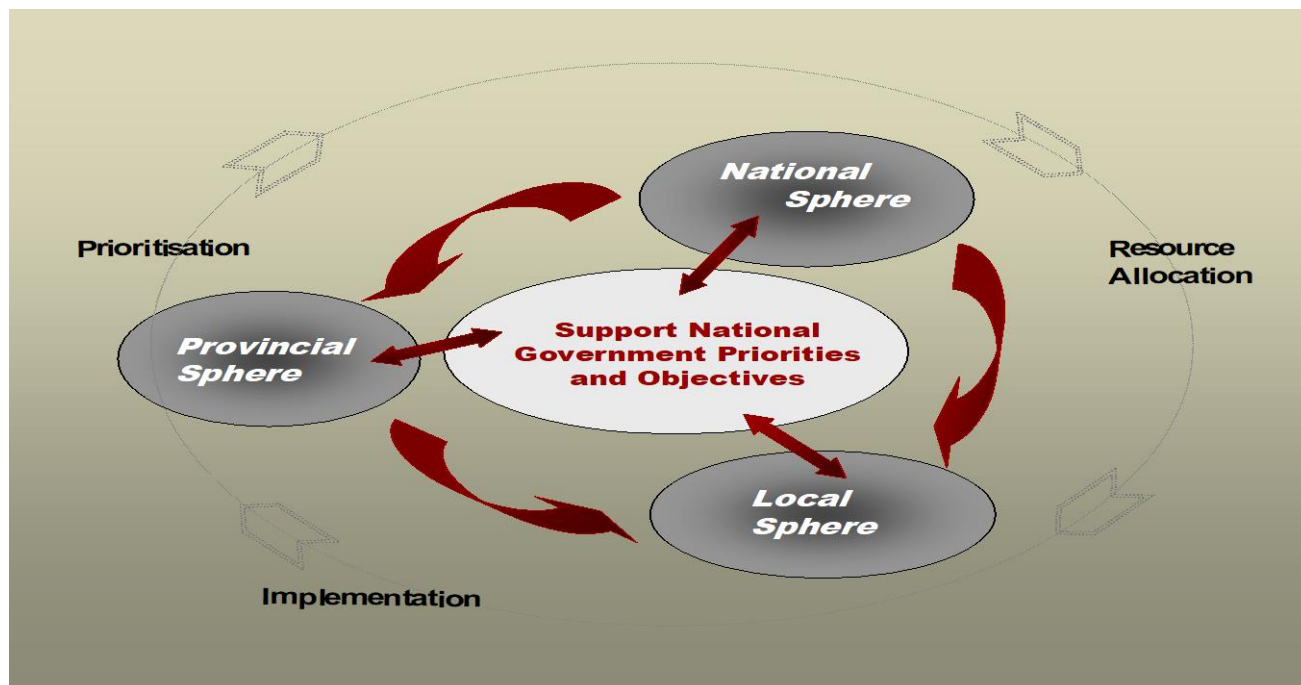 National
Sphere
Prioritisation
Resource
Allocation
Support National
Government Priorities
and Objectives
Provincial
Sphere
Local
Sphere
Implementation